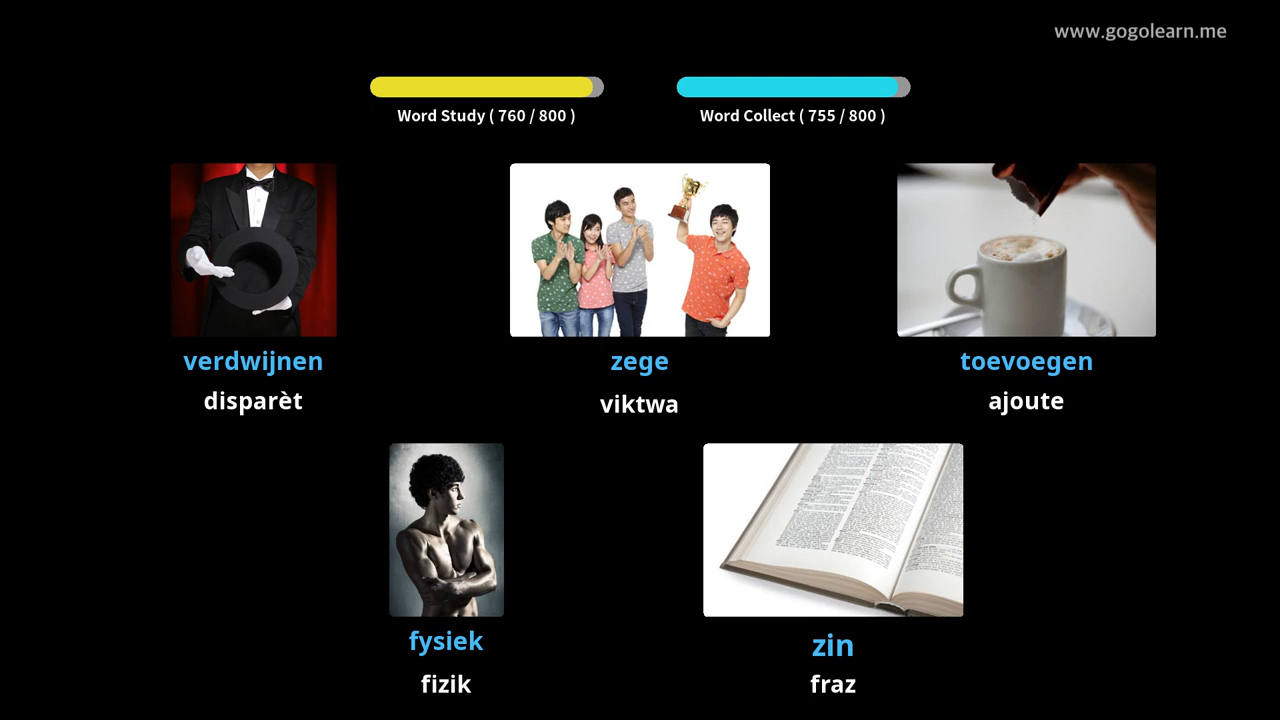 www.gogolearn.me
Word Study ( 760 / 800 )
Word Collect ( 755 / 800 )
verdwijnen
disparèt
zege
viktwa
toevoegen
ajoute
fysiek
fizik
zin
fraz